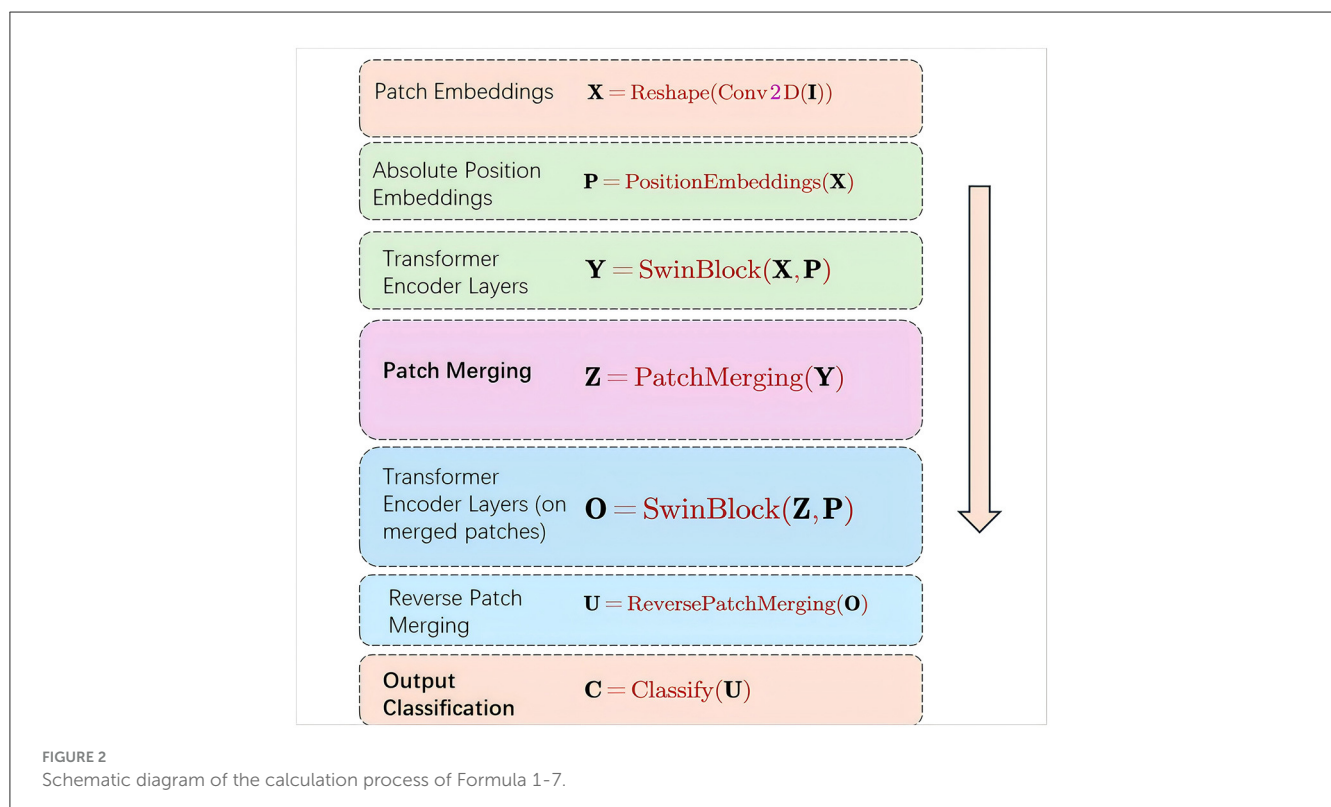 Patch Embeddings X = Reshape(Conv2D(I))
Absolute Position
Embeddings
P = PositionEmbeddings(X)
Transformer
Encoder Layers
Y = SwinBlock(X, P)
Patch Merging Z = PatchMerging(Y)
Transformer
Encoder Layers (on
merged patches)
O = SwinBlock(Z, P)
Reverse Patch
Merging
U = ReversePatchMerging(O)
Output
Classification
C = Classify(U)
FIGURE 2
Schematic diagram of the calculation process of Formula 1-7.